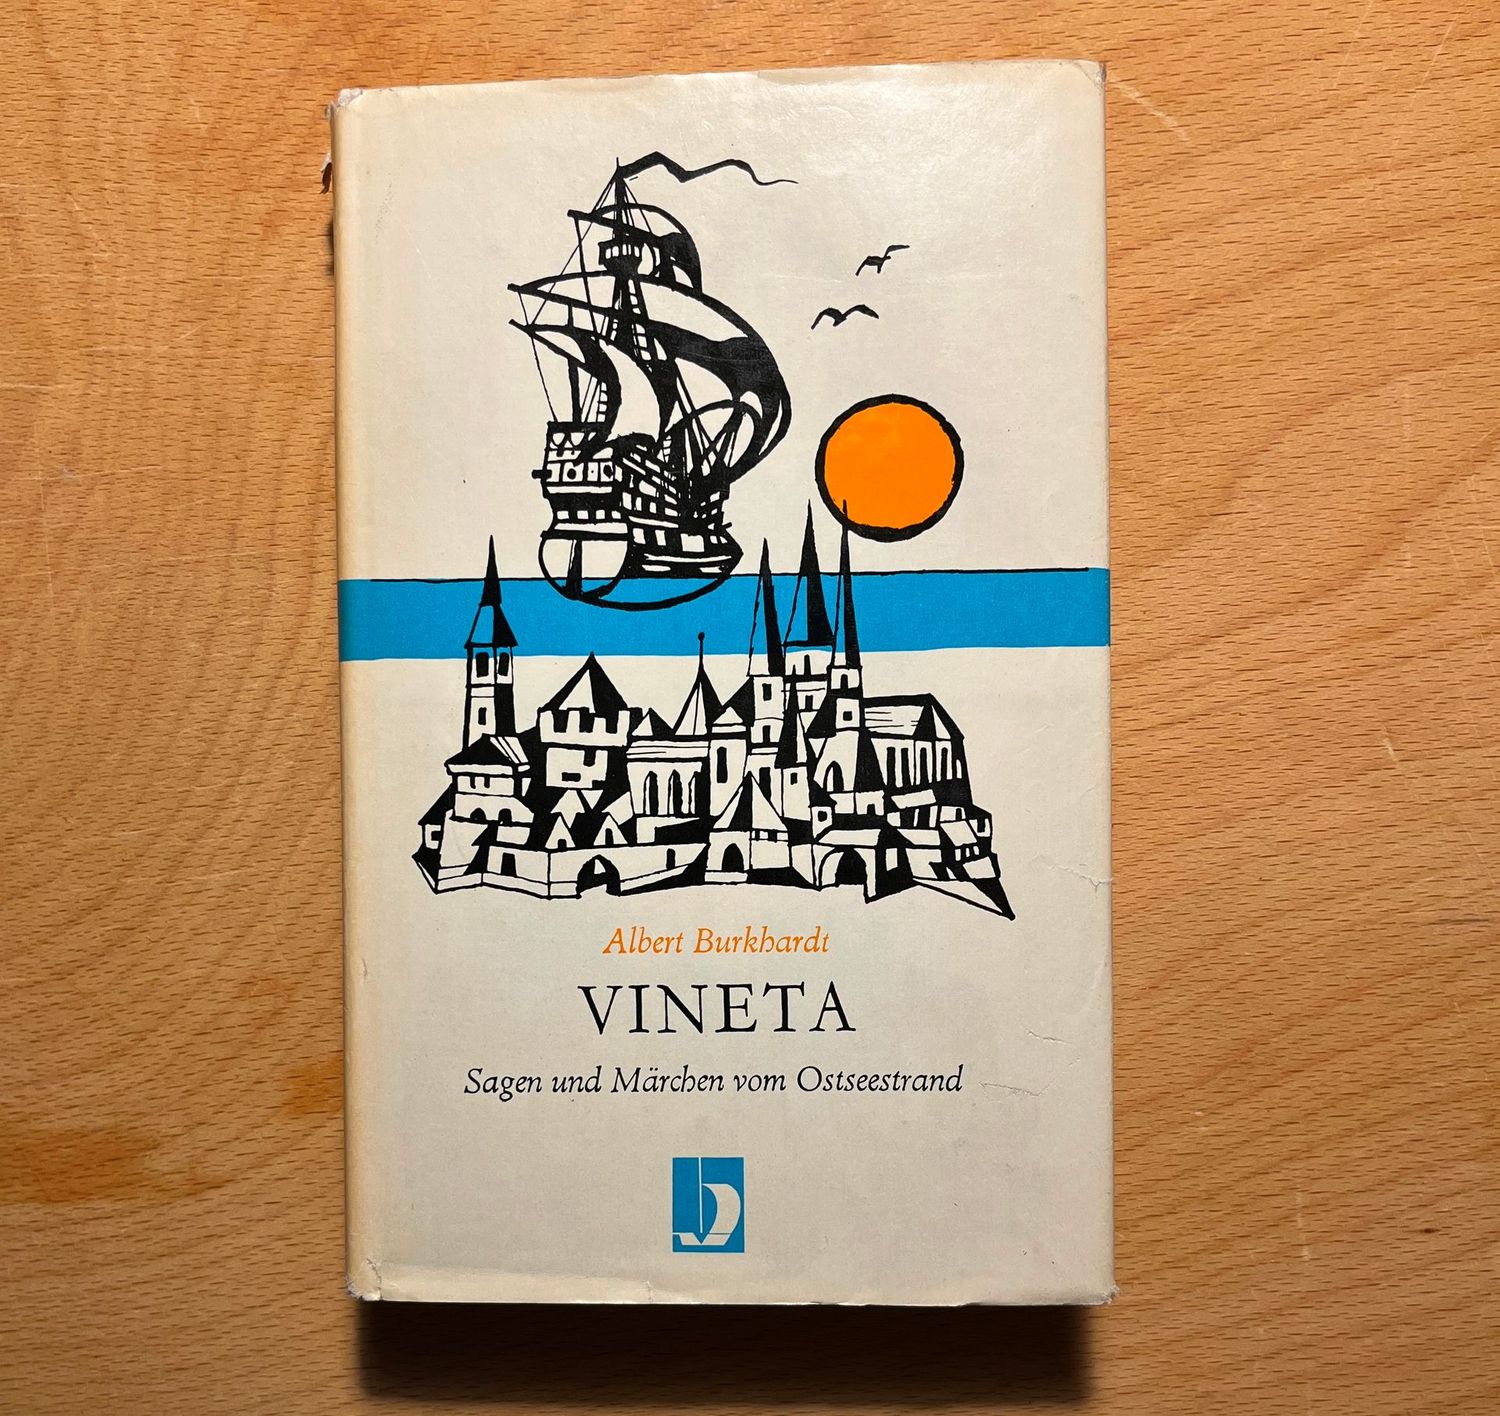 Albert Burkhardt
VINETA
Sagen und Märchen vom Ostseestrand